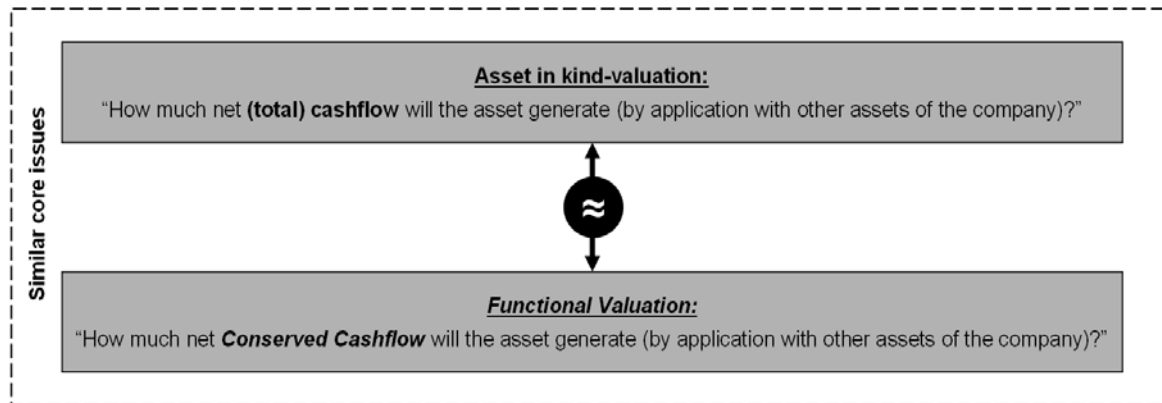 Similar core issues
Asset in kind-valuation:
“How much net (total) cashflow will the asset generate (by application with other assets of the company)?”
≈
Functional Valuation:
“How much net Conserved Cashflow will the asset generate (by application with other assets of the company)?”